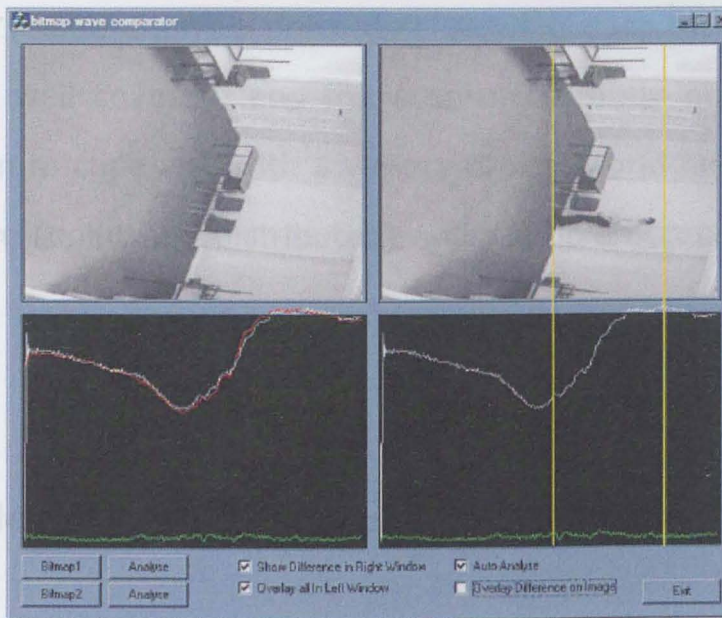 bitmap wave comparator
Bitmap1 Analyse Show Difference in Right Window Auto Analyse
Bitmap2 Analyse Overlay all In Left Window Overlay Difference on Image Exit